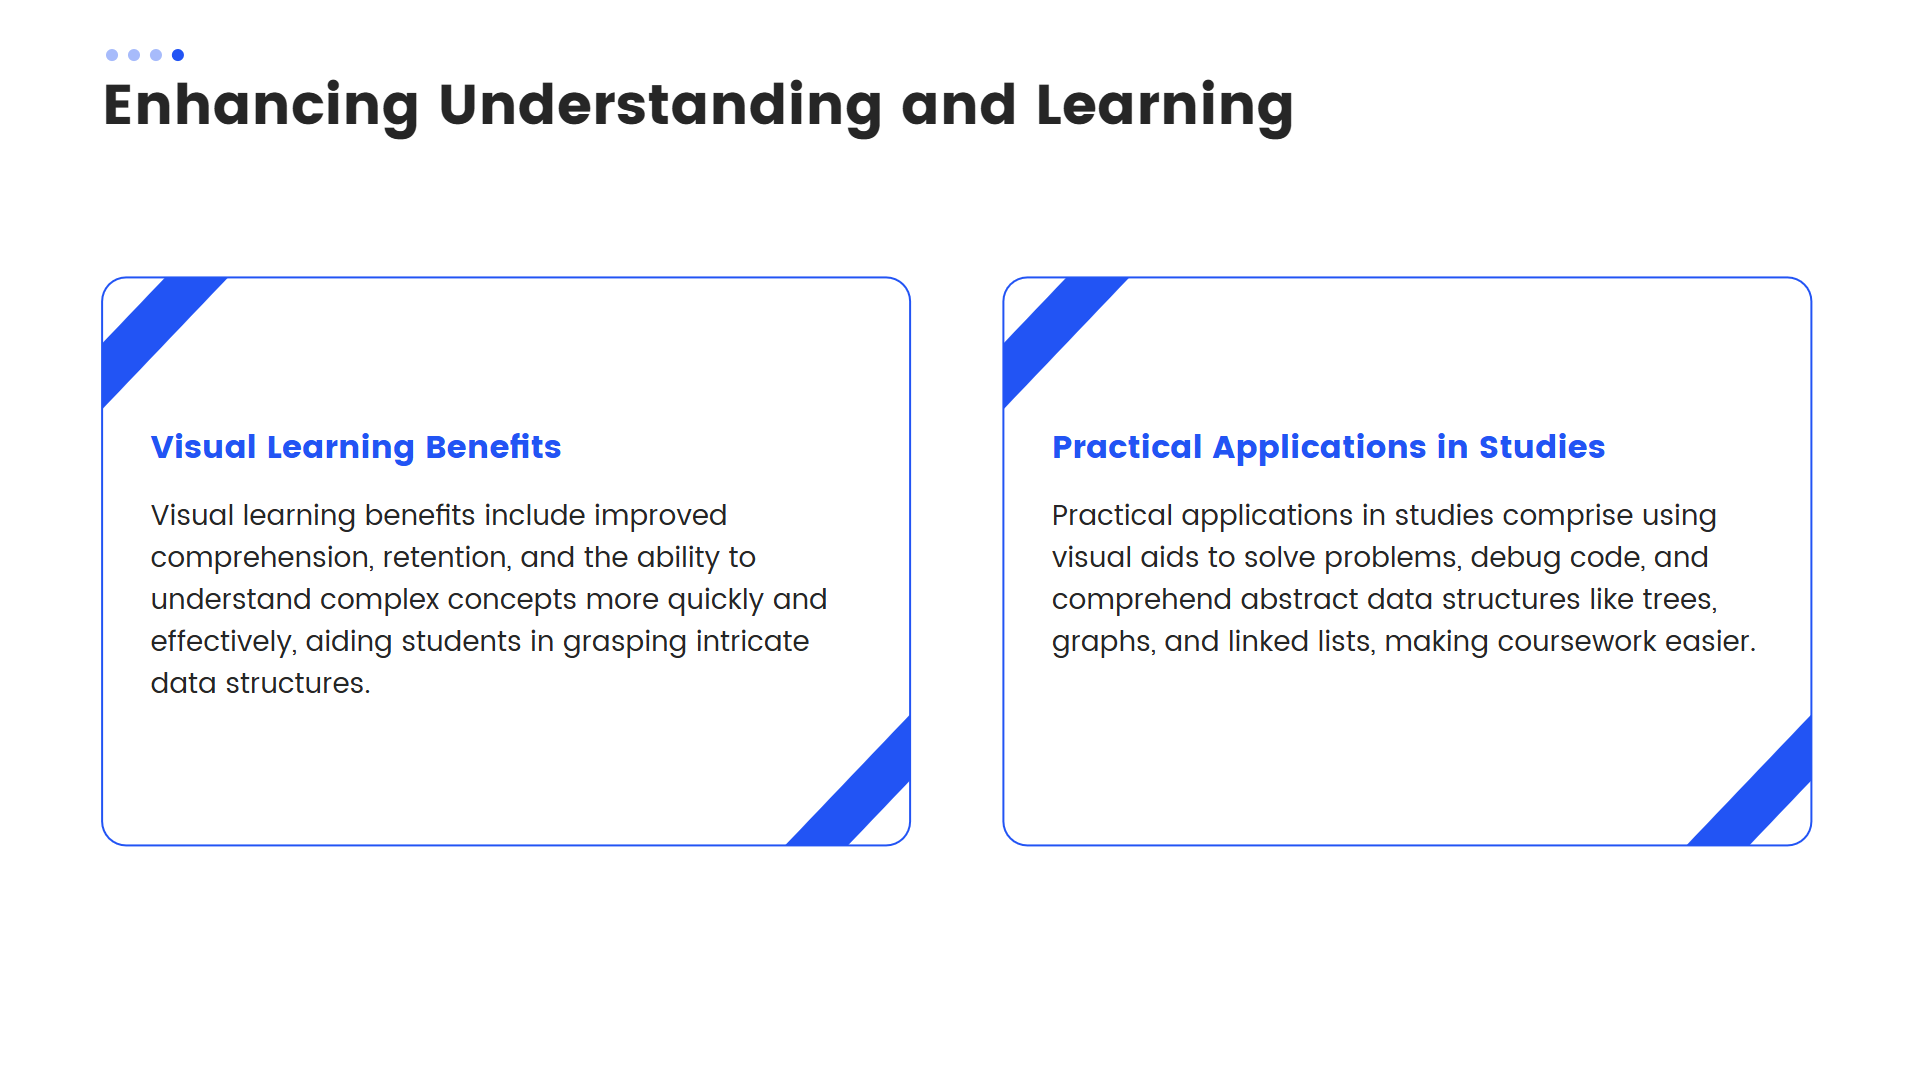 Enhancing Understanding and Learning
Visual Learning Benefits
Visual learning benefits include improved
comprehension, retention, and the ability to
understand complex concepts more quickly and
effectively, aiding students in grasping intricate
data structures.
Practical Applications in Studies
Practical applications in studies comprise using
visual aids to solve problems, debug code, and
comprehend abstract data structures like trees,
graphs, and linked lists, making coursework easier.